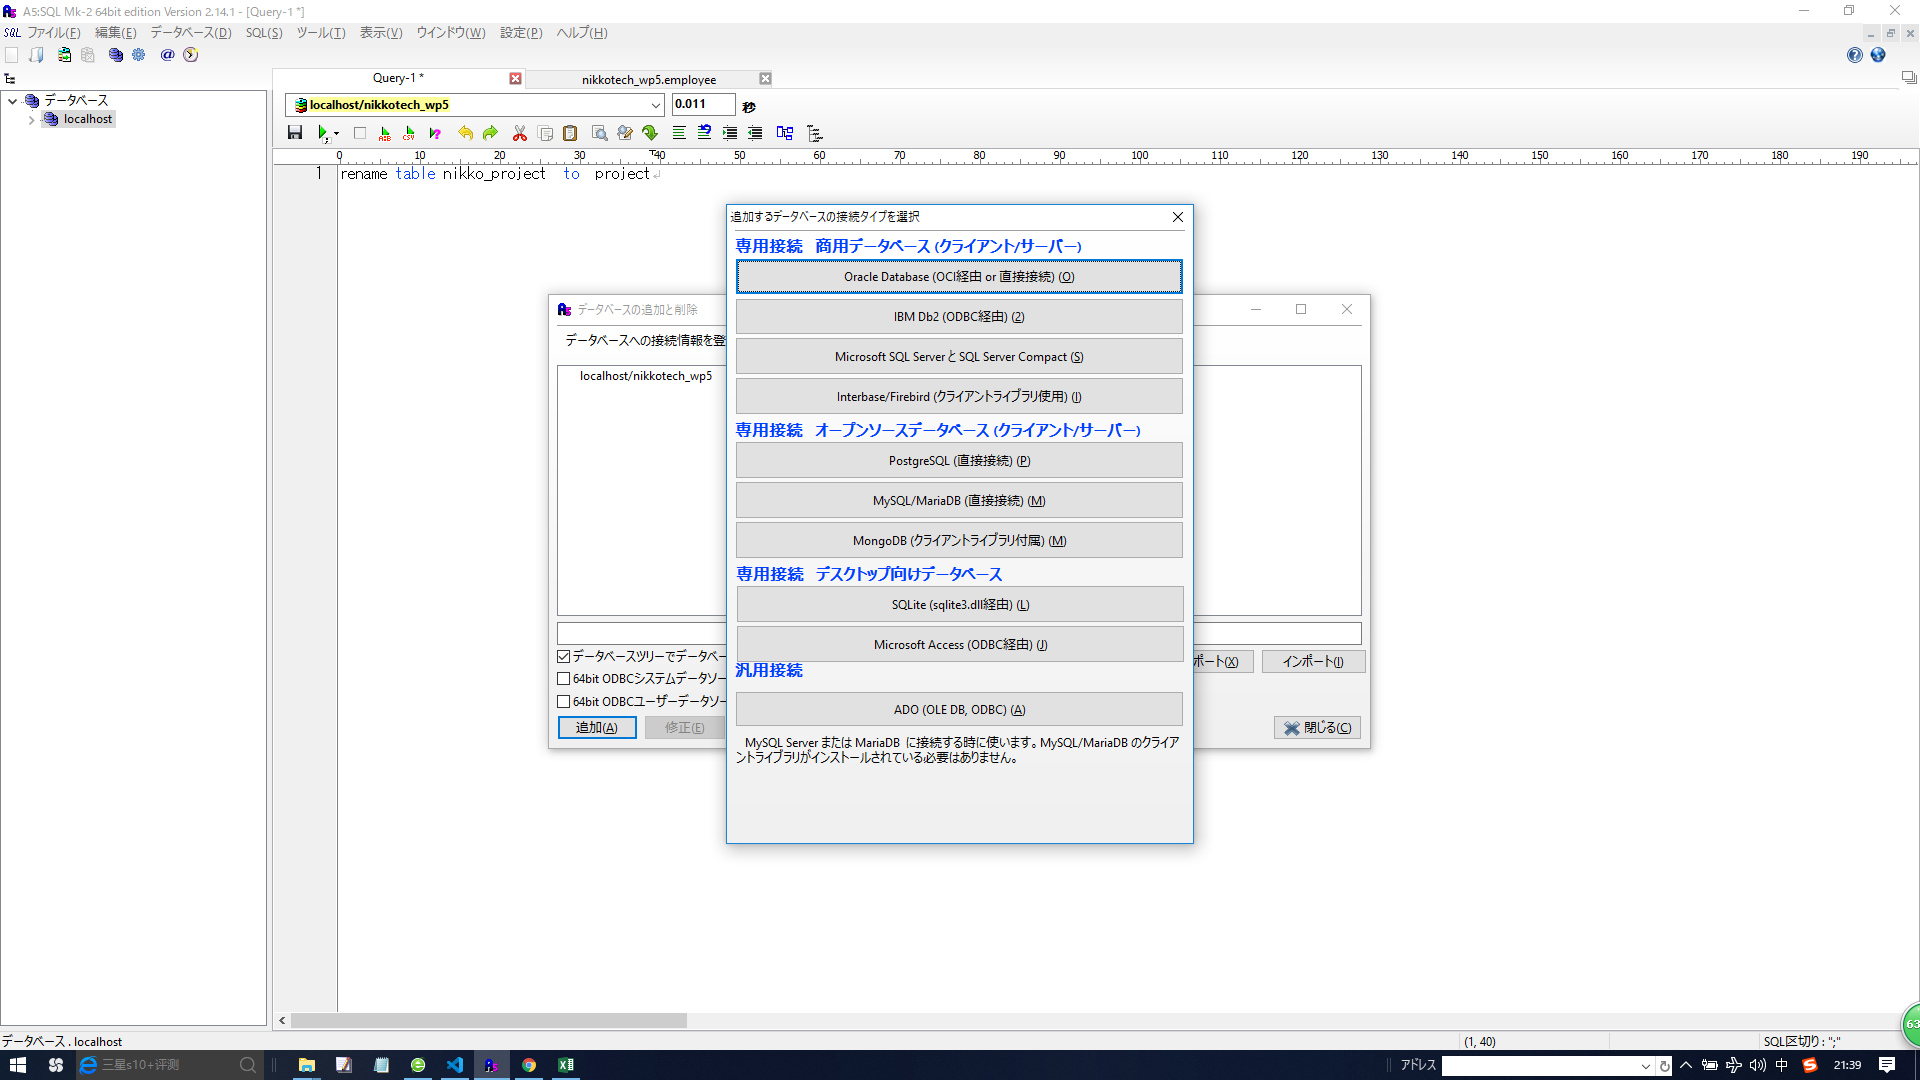 A5:SQL Mk-2 64bit edition Version 2.14.1 - [Query-1 *]
SQL ファイル(F) 編集(E) データベース(D) SQL(S) ツール(T) 表示(V) ウインドウ(W) 設定(P) ヘルプ(H)
Query-1 * nikkotech_wp5.employee
データベース
localhost
localhost/nikkotech_wp5 0.011 秒
0 10 20 30 40 50 60 70 80 90 100 110 120 130 140 150 160 170 180 190
1 rename table nikko_project to project
追加するデータベースの接続タイプを選択
専用接続 商用データベース (クライアント/サーバー)
Oracle Database (OCI経由 or 直接接続) (O)
IBM Db2 (ODBC経由) (2)
Microsoft SQL Server と SQL Server Compact (S)
Interbase/Firebird (クライアントライブラリ使用) (I)
専用接続 オープンソースデータベース (クライアント/サーバー)
PostgreSQL (直接接続) (P)
MySQL/MariaDB (直接接続) (M)
MongoDB (クライアントライブラリ付属) (M)
専用接続 デスクトップ向けデータベース
SQLite (sqlite3.dll経由) (L)
Microsoft Access (ODBC経由) (J)
汎用接続
ADO (OLE DB, ODBC) (A)
MySQL Server または MariaDB に接続する時に使います。MySQL/MariaDB のクライア
ントライブラリがインストールされている必要はありません。
データベースの追加と削除
データベースへの接続情報を登
localhost/nikkotech_wp5
データベースツリーでデータベー
64bit ODBCシステムデータソー
64bit ODBCユーザーデータソー
ポート(X) インポート(I)
追加(A) 修正(E) 閉じる(C)
データベース . localhost (1, 40) SQL区切り : ";"
63
三星s10+评测 アドレス 中 21:39